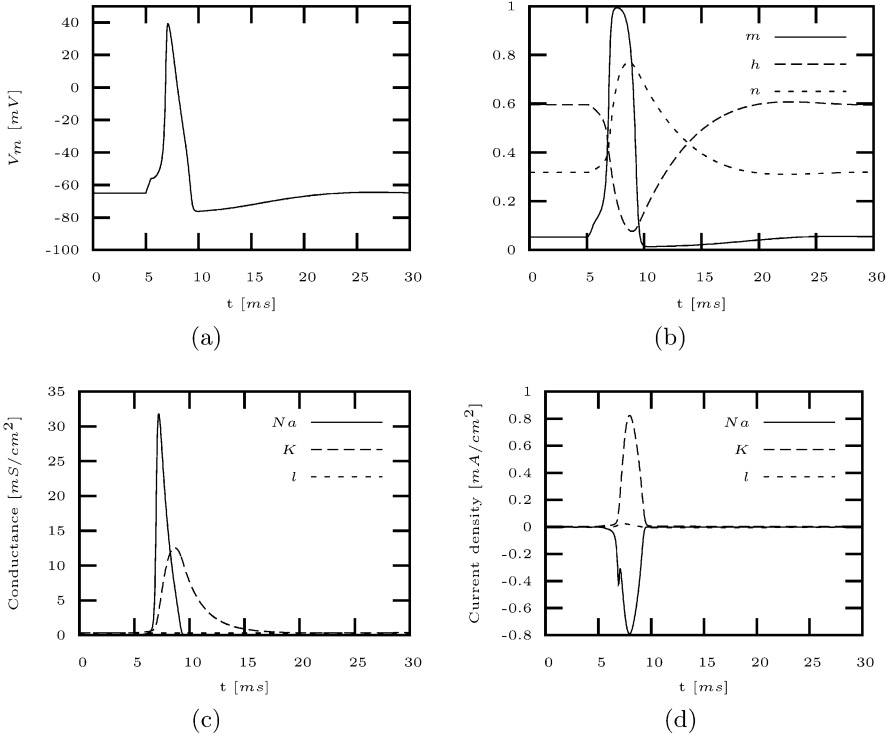 40
20
0
-20
-40
-60
-80
-100
V_m [mV]
0 5 10 15 20 25 30
t [ms]
(a)
1
0.8
0.6
0.4
0.2
0
m
h
n
0 5 10 15 20 25 30
t [ms]
(b)
35
30
25
20
15
10
5
0
Conductance [mS/cm²]
Na
K
l
0 5 10 15 20 25 30
t [ms]
(c)
1
0.8
0.6
0.4
0.2
0
-0.2
-0.4
-0.6
-0.8
Current density [mA/cm²]
Na
K
l
0 5 10 15 20 25 30
t [ms]
(d)